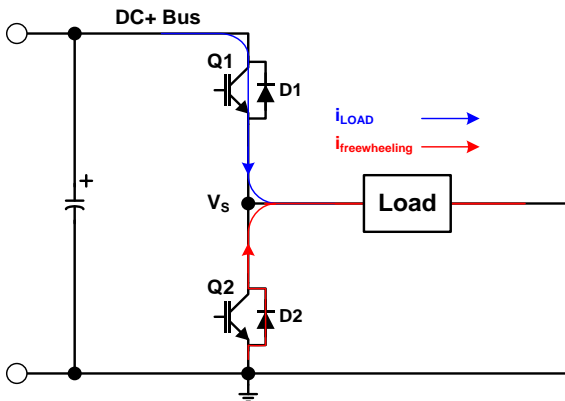 DC+ Bus
Q1
D1
iLOAD
ifreewheeling
+
VS
Load
Q2
D2